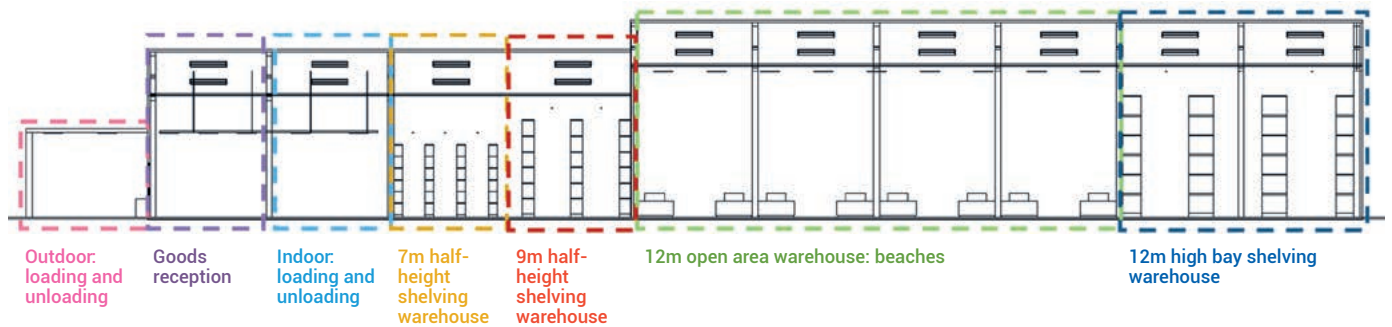 Outdoor:
loading and
unloading
Goods
reception
Indoor:
loading and
unloading
7m half-
height
shelving
warehouse
9m half-
height
shelving
warehouse
12m open area warehouse: beaches
12m high bay shelving
warehouse